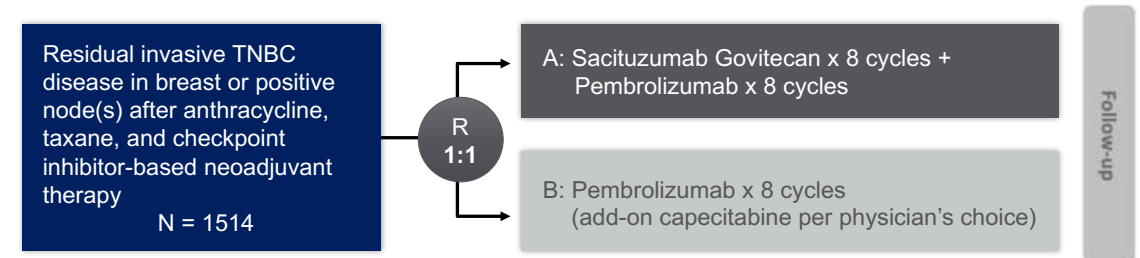 Residual invasive TNBC
disease in breast or positive
node(s) after anthracycline,
taxane, and checkpoint
inhibitor-based neoadjuvant
therapy
N = 1514
R
1:1
A: Sacituzumab Govitecan x 8 cycles +
Pembrolizumab x 8 cycles
B: Pembrolizumab x 8 cycles
(add-on capecitabine per physician's choice)
Follow-up